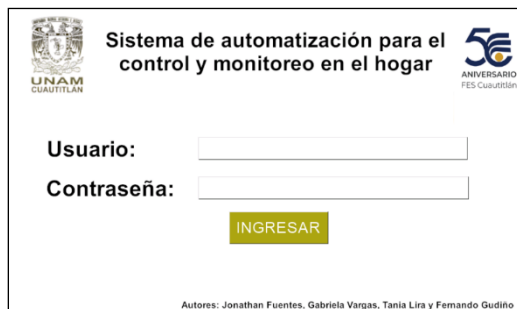 Sistema de automatización para el
control y monitoreo en el hogar
UNAM
CUAUTITLÁN
5
ANIVERSARIO
FES Cuautitlán
Usuario:
Contraseña:
INGRESAR
Autores: Jonathan Fuentes, Gabriela Vargas, Tania Lira y Fernando Gudiño